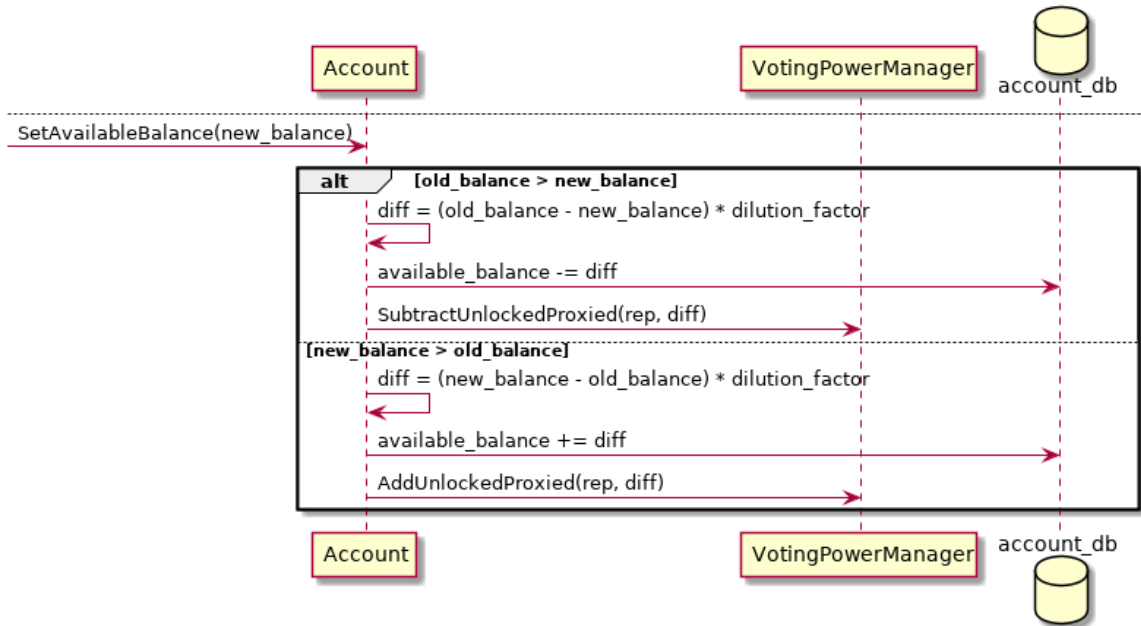 Account
VotingPowerManager
account_db
SetAvailableBalance(new_balance)
alt [old_balance > new_balance]
diff = (old_balance - new_balance) * dilution_factor
available_balance -= diff
SubtractUnlockedProxied(rep, diff)
[new_balance > old_balance]
diff = (new_balance - old_balance) * dilution_factor
available_balance += diff
AddUnlockedProxied(rep, diff)
Account
VotingPowerManager
account_db